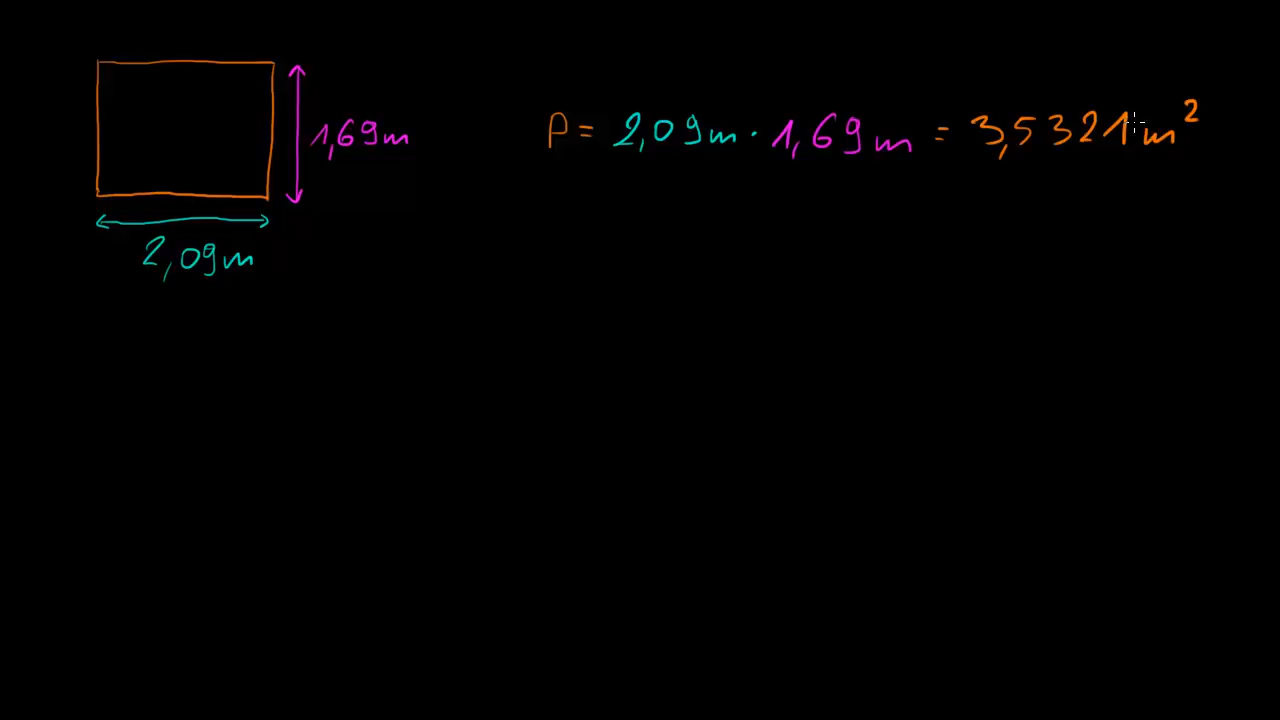 1,69m
P = 2,09m · 1,69m = 3,5321m²
2,09m